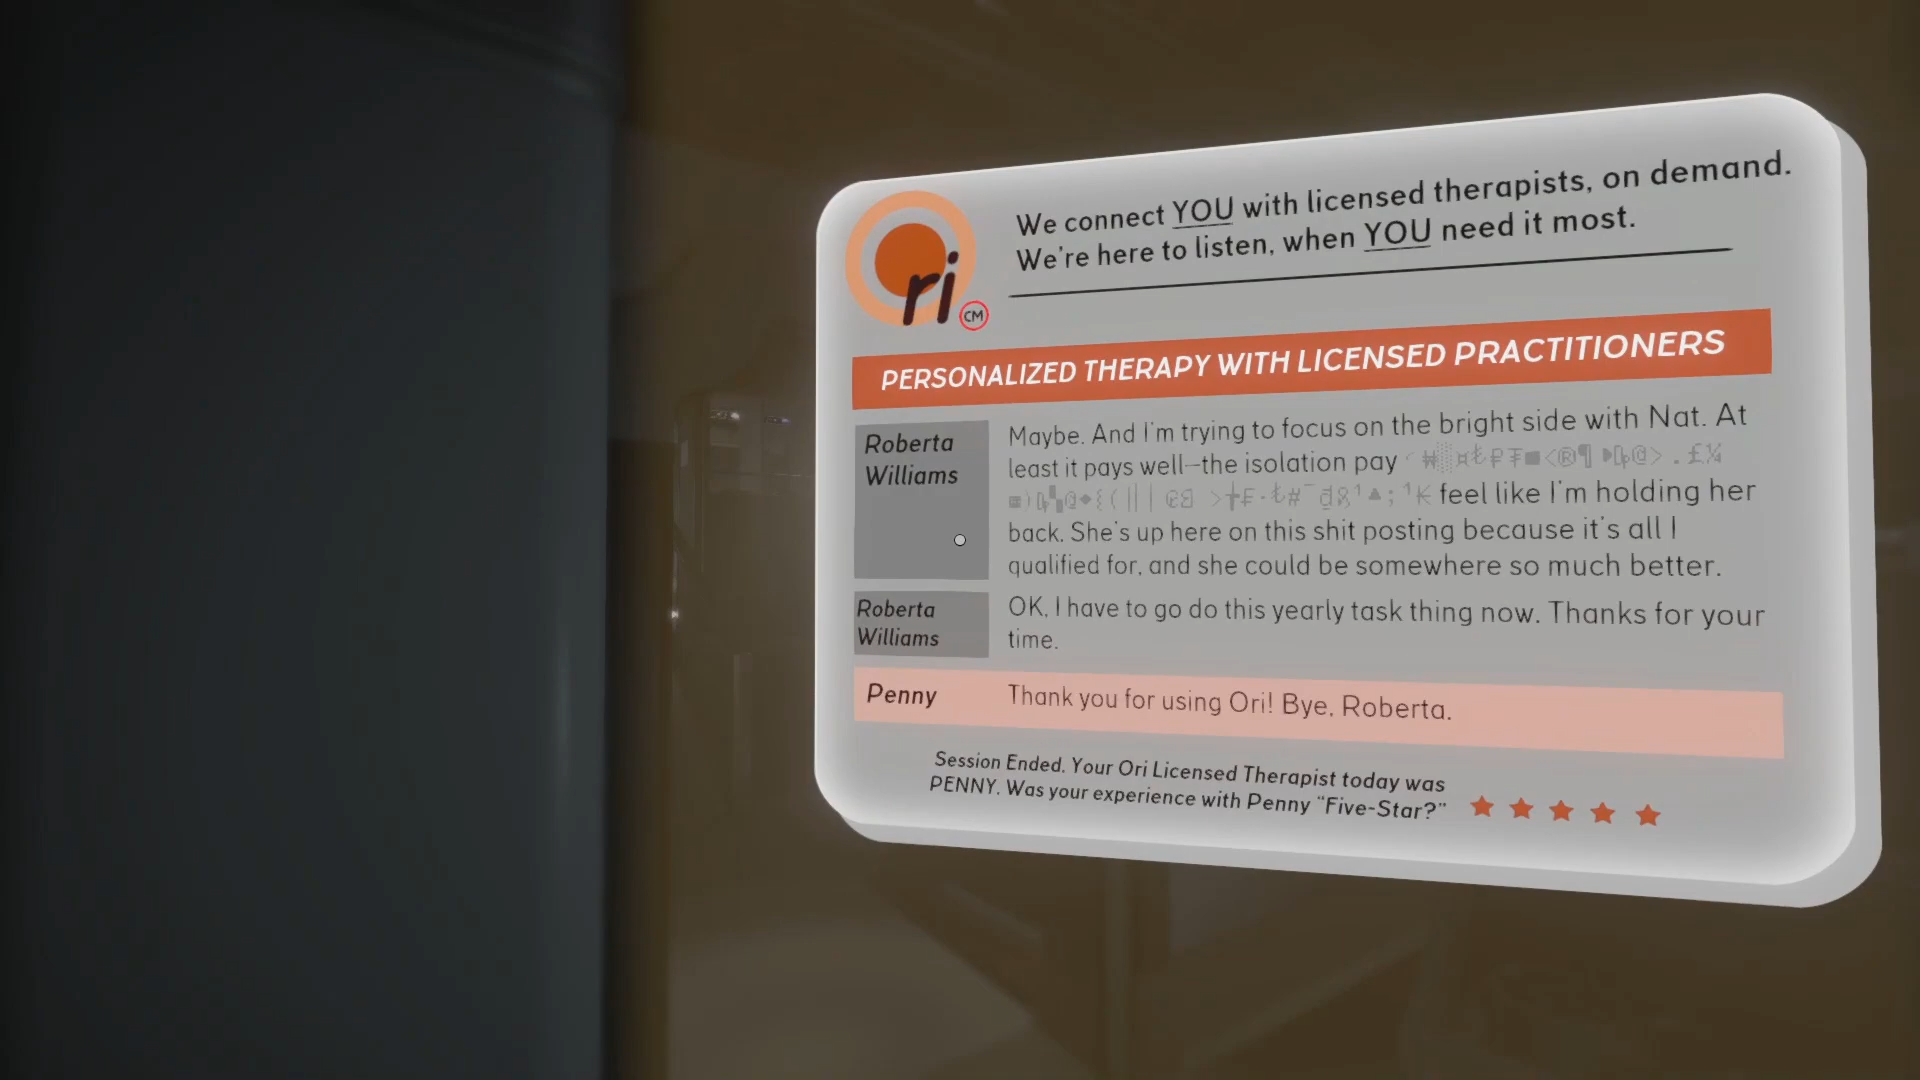 We connect YOU with licensed therapists, on demand.
We're here to listen, when YOU need it most.
Ori
CM
PERSONALIZED THERAPY WITH LICENSED PRACTITIONERS
Roberta
Williams
Maybe. And I'm trying to focus on the bright side with Nat. At
least it pays well—the isolation pay
feel like I'm holding her
back. She's up here on this shit posting because it's all I
qualified for, and she could be somewhere so much better.
Roberta
Williams
OK, I have to go do this yearly task thing now. Thanks for your
time.
Penny
Thank you for using Ori! Bye, Roberta.
Session Ended. Your Ori Licensed Therapist today was
PENNY. Was your experience with Penny "Five-Star?"